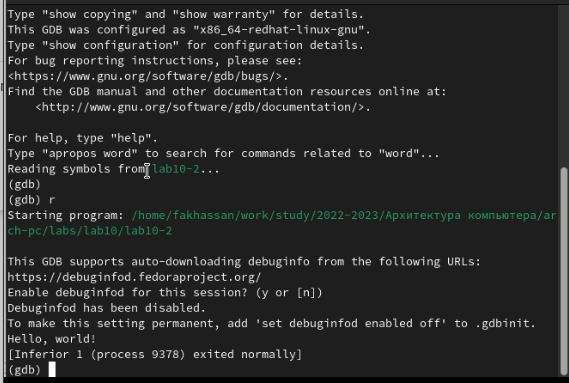 Type "show copying" and "show warranty" for details.
This GDB was configured as "x86_64-redhat-linux-gnu".
Type "show configuration" for configuration details.
For bug reporting instructions, please see:
<https://www.gnu.org/software/gdb/bugs/>.
Find the GDB manual and other documentation resources online at:
    <http://www.gnu.org/software/gdb/documentation/>.

For help, type "help".
Type "apropos word" to search for commands related to "word"...
Reading symbols from lab10-2...
(gdb)
(gdb) r
Starting program: /home/fakhassan/work/study/2022-2023/Архитектура компьютера/ar
ch-pc/labs/lab10/lab10-2

This GDB supports auto-downloading debuginfo from the following URLs:
https://debuginfod.fedoraproject.org/
Enable debuginfod for this session? (y or [n])
Debuginfod has been disabled.
To make this setting permanent, add 'set debuginfod enabled off' to .gdbinit.
Hello, world!
[Inferior 1 (process 9378) exited normally]
(gdb)